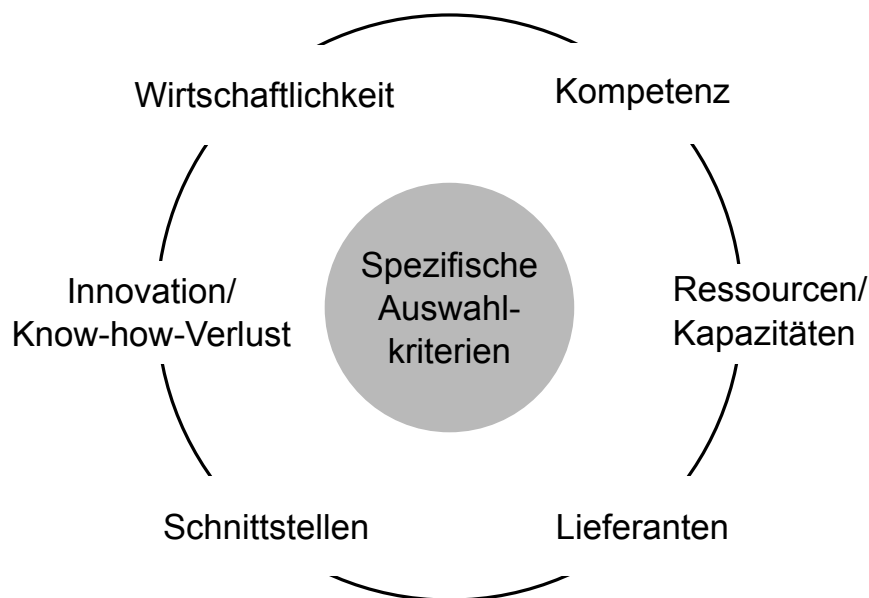 Wirtschaftlichkeit
Kompetenz
Spezifische
Auswahl-
kriterien
Innovation/
Know-how-Verlust
Ressourcen/
Kapazitäten
Schnittstellen
Lieferanten